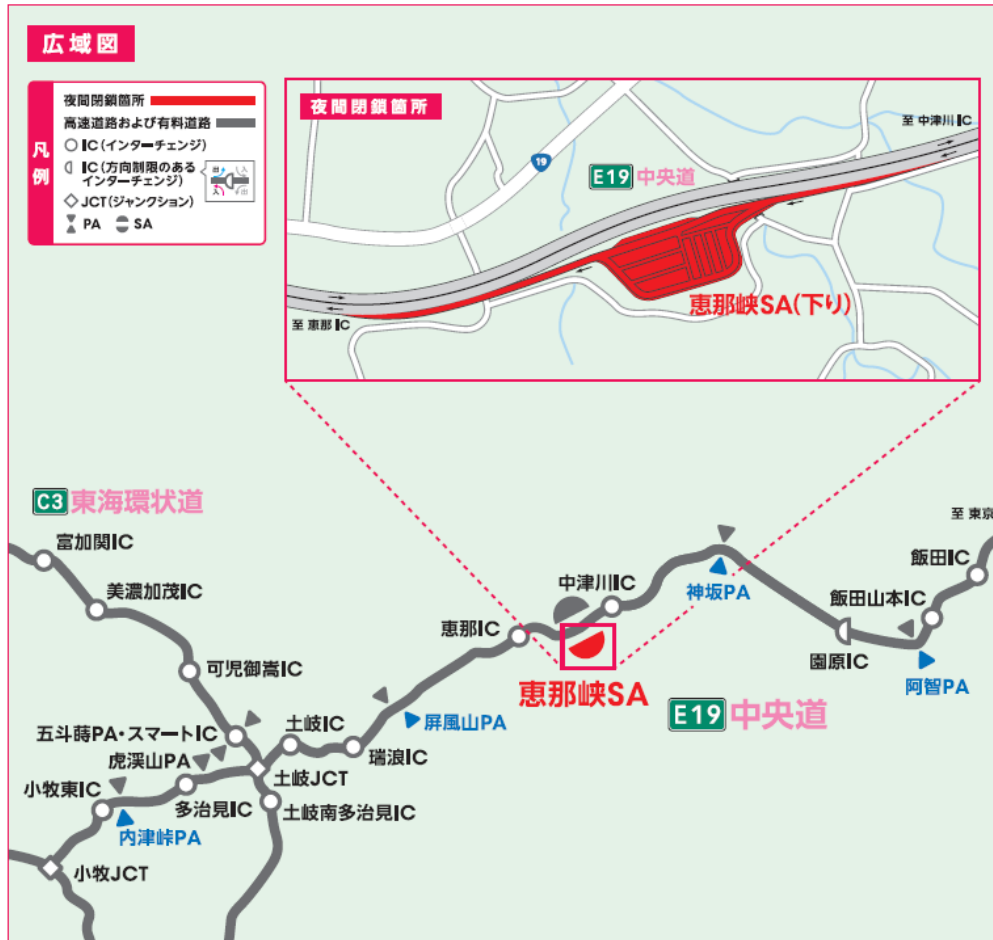 広域図
凡例
夜間閉鎖箇所
高速道路および有料道路
IC(インターチェンジ)
IC(方向制限のある
インターチェンジ)
出 入
入 出
JCT(ジャンクション)
PA SA
夜間閉鎖箇所
至 中津川IC
19
E19 中央道
恵那峡SA(下り)
至 恵那IC
C3 東海環状道
至 東京
富加関IC
飯田IC
中津川IC
神坂PA
美濃加茂IC
飯田山本IC
恵那IC
園原IC
可児御嵩IC
阿智PA
恵那峡SA
E19 中央道
屏風山PA
五斗蒔PA・スマートIC
土岐IC
瑞浪IC
虎渓山PA
土岐JCT
小牧東IC
多治見IC
土岐南多治見IC
内津峠PA
小牧JCT